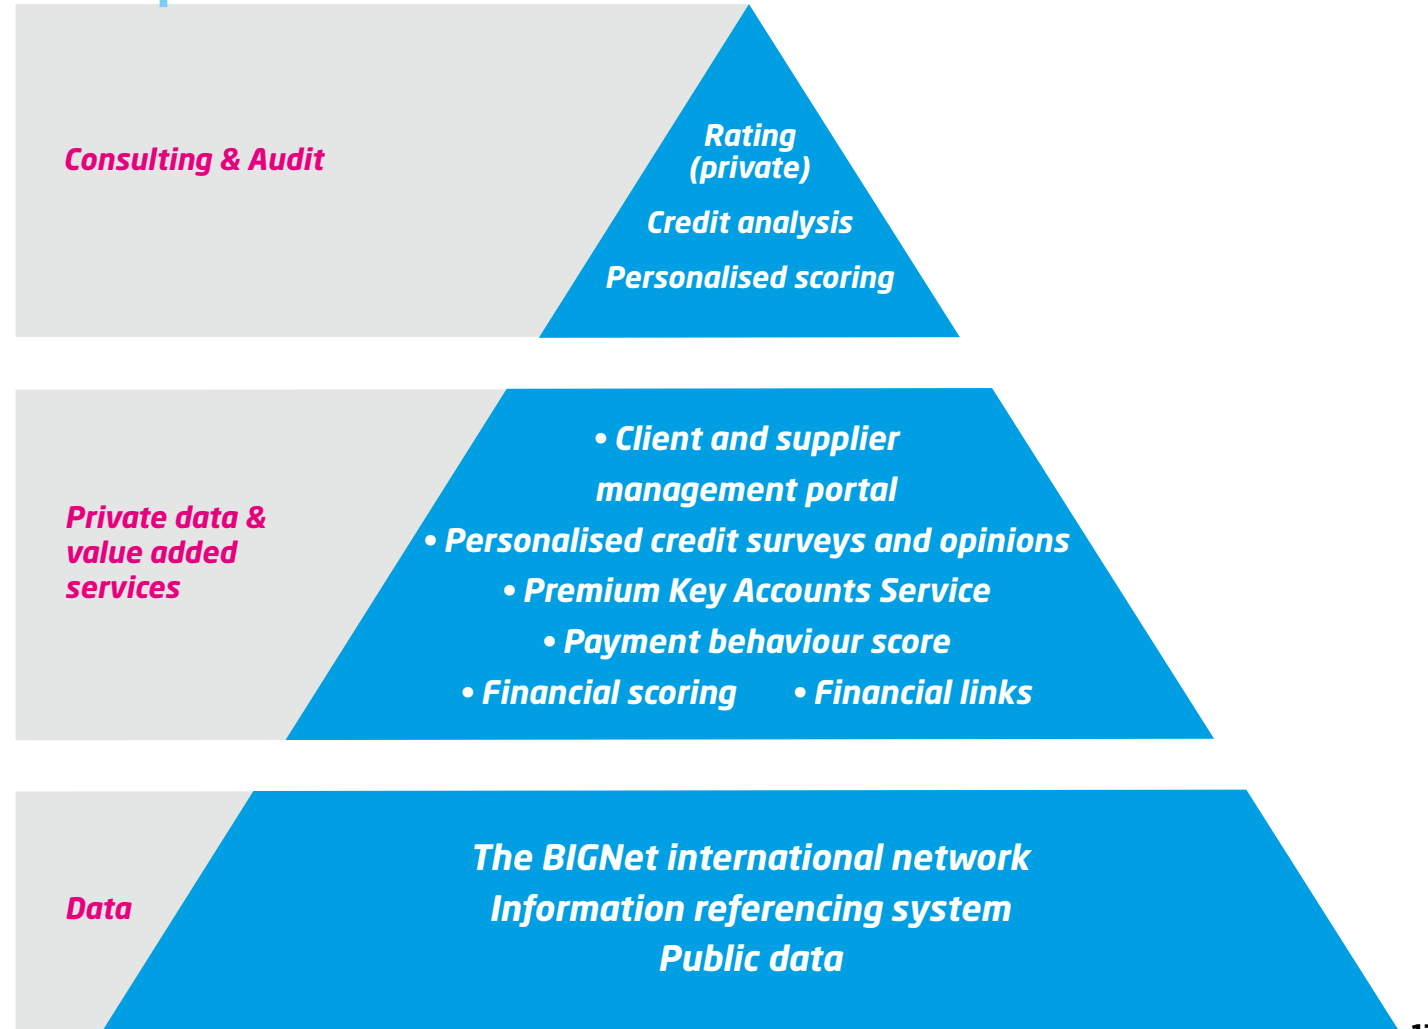 Consulting & Audit
Rating
(private)
Credit analysis
Personalised scoring
Private data &
value added
services
• Client and supplier
management portal
• Personalised credit surveys and opinions
• Premium Key Accounts Service
• Payment behaviour score
• Financial scoring • Financial links
Data
The BIGNet international network
Information referencing system
Public data